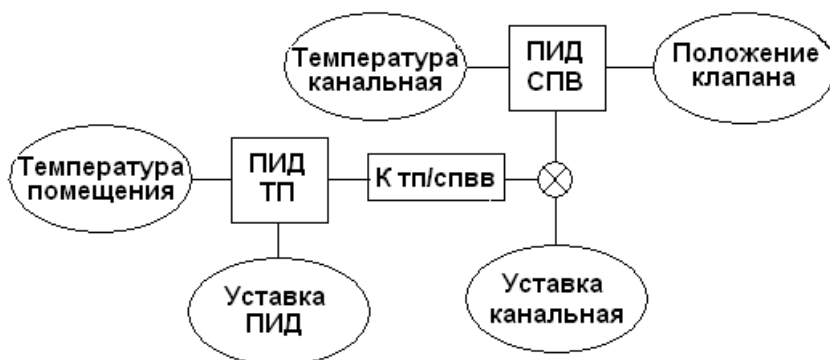 Температура
канальная
ПИД
СПВ
Положение
клапана
Температура
помещения
ПИД
ТП
К тп/спвв
Уставка
ПИД
Уставка
канальная